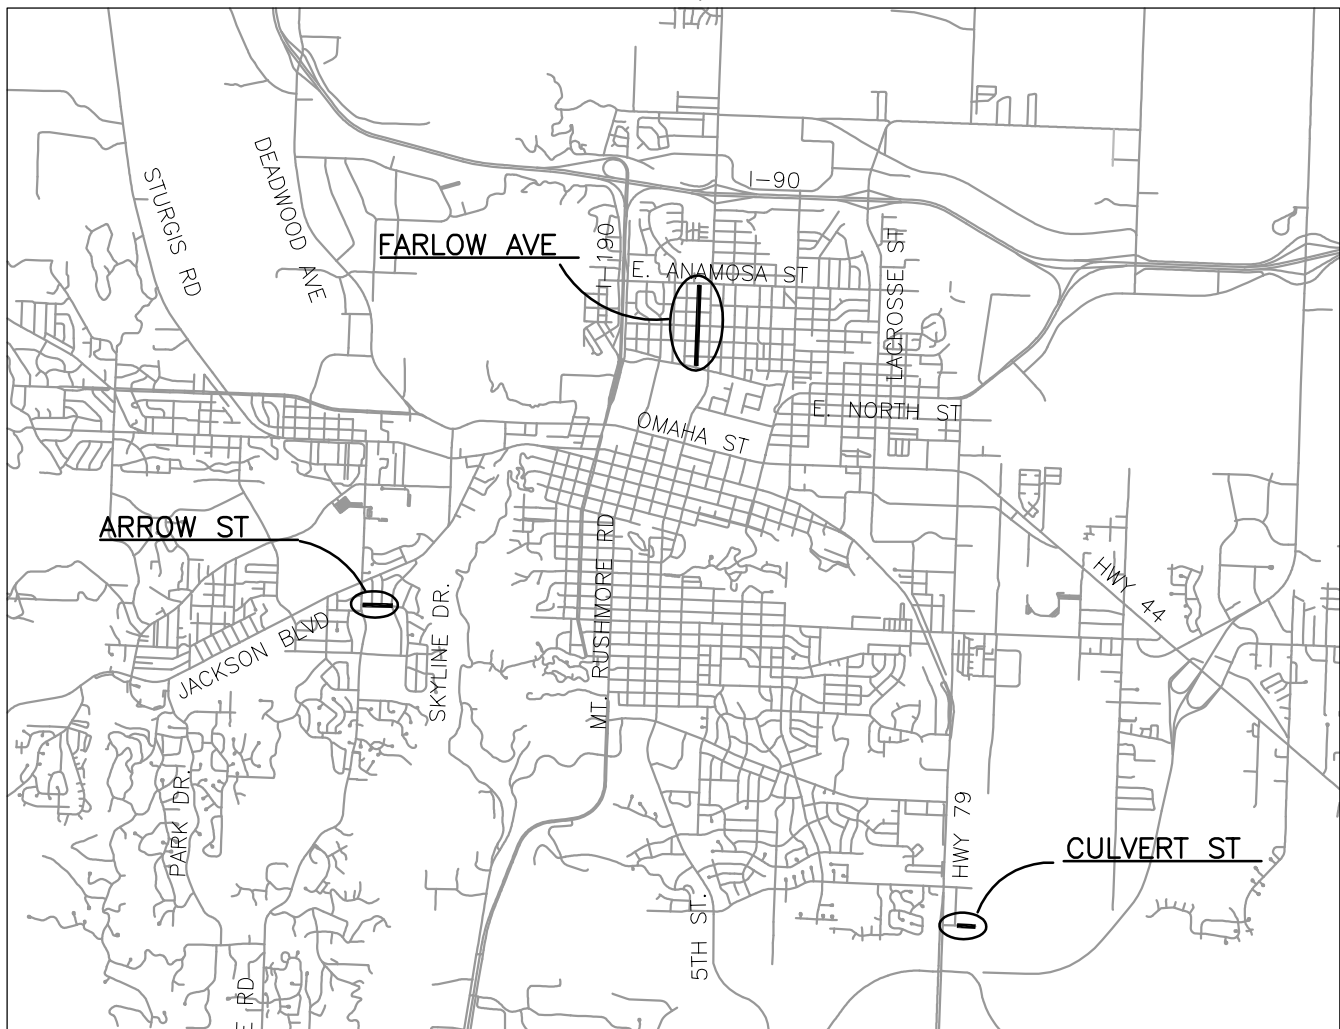 I-90
DEADWOOD AVE
STURGIS RD
FARLOW AVE
I-190
E. ANAMOSA ST
LACROSSE ST
E. NORTH ST
OMAHA ST
ARROW ST
JACKSON BLVD
SKYLINE DR.
MT. RUSHMORE RD
HWY 44
PARK DR.
HWY 79
CULVERT ST
5TH ST.
E RD